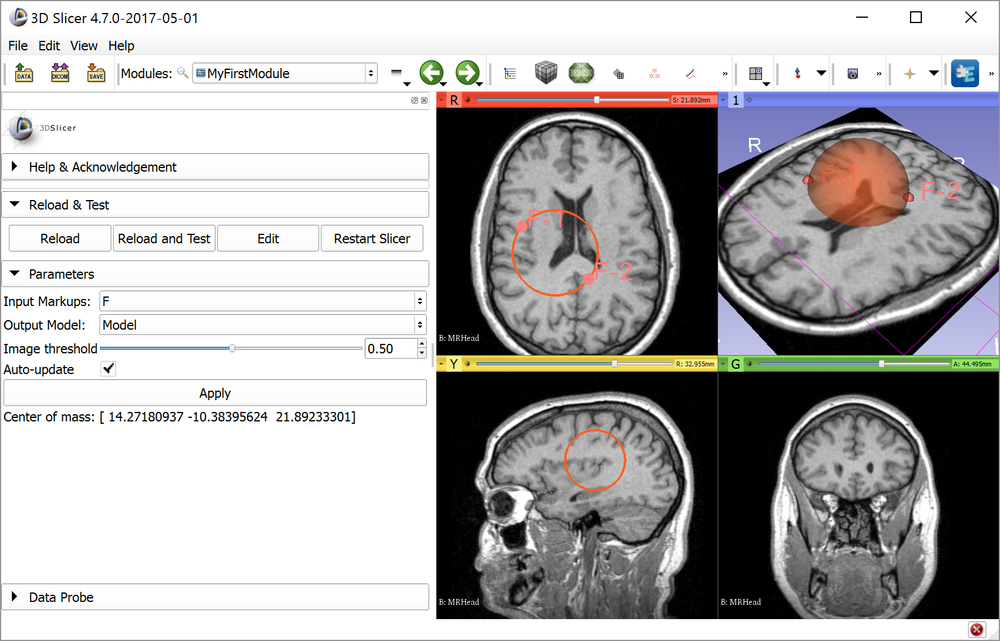 3D Slicer 4.7.0-2017-05-01
File Edit View Help
DATA DICOM SAVE Modules: MyFirstModule »  » »
R S: 21.892mm
1
3DSlicer
Help & Acknowledgement
Reload & Test
Reload Reload and Test Edit Restart Slicer
Parameters
Input Markups: F
Output Model: Model
Image threshold 0.50
Auto-update
Apply
Center of mass: [ 14.27180937 -10.38395624 21.89233301]
Data Probe
F-1
F-2
B: MRHead
R
R
F-1
F-2
Y R: 32.955mm
B: MRHead
G A: 44.495mm
B: MRHead